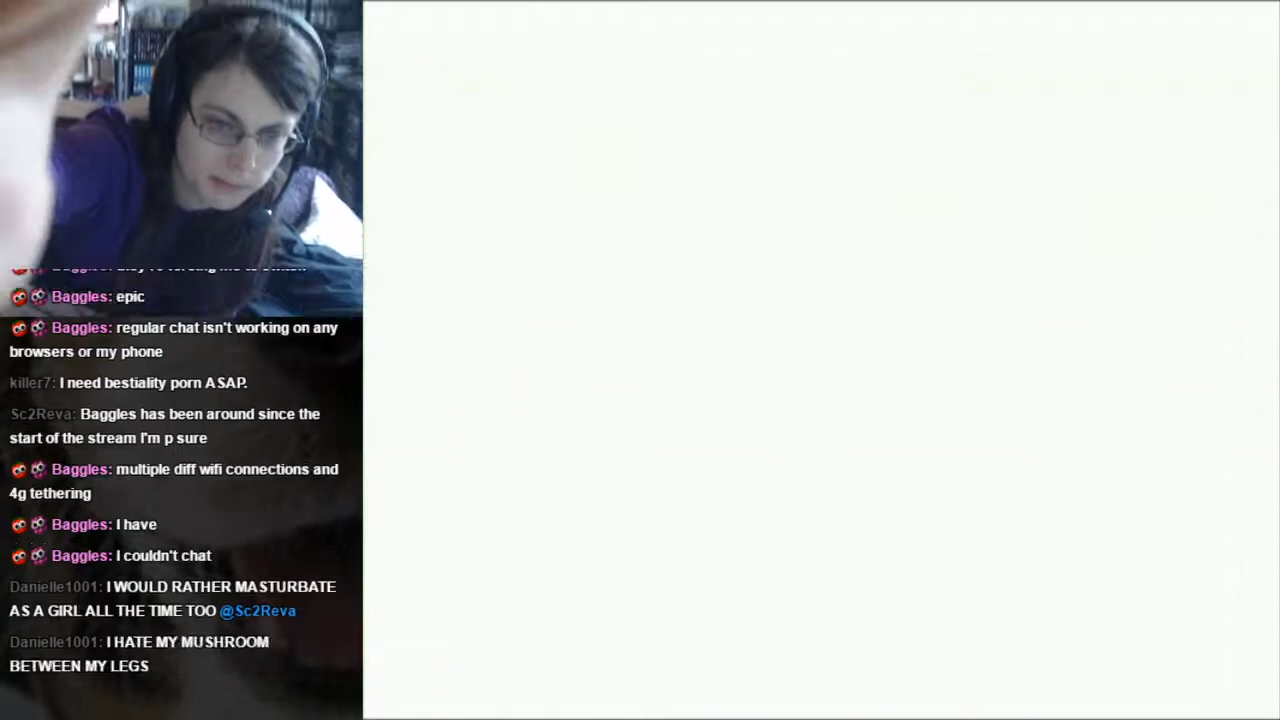 Baggles: epic
Baggles: regular chat isn't working on any
browsers or my phone
killer7: I need bestiality porn ASAP.
Sc2Reva: Baggles has been around since the
start of the stream I'm p sure
Baggles: multiple diff wifi connections and
4g tethering
Baggles: I have
Baggles: I couldn't chat
Danielle1001: I WOULD RATHER MASTURBATE
AS A GIRL ALL THE TIME TOO @Sc2Reva
Danielle1001: I HATE MY MUSHROOM
BETWEEN MY LEGS